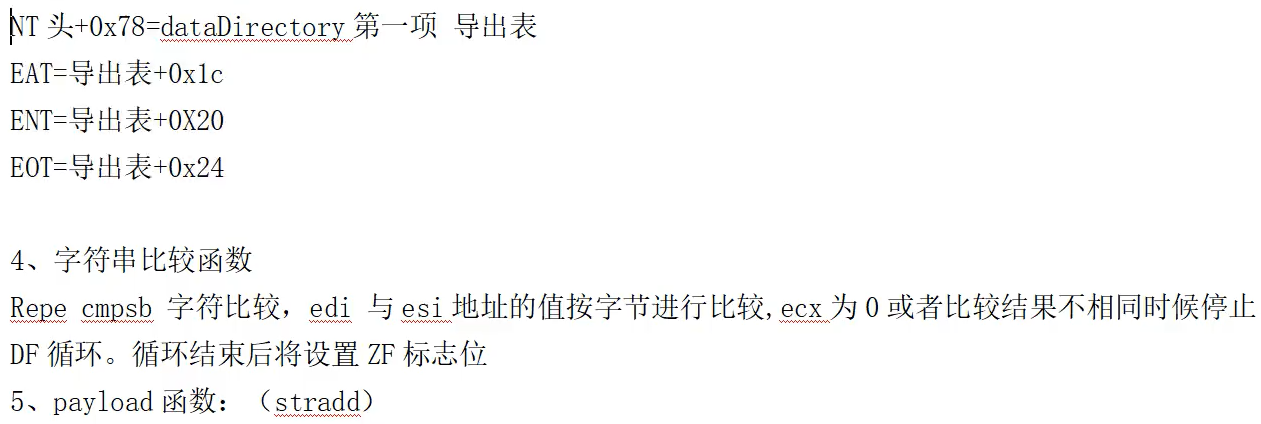 NT 头+0x78=dataDirectory 第一项 导出表
EAT=导出表+0x1c
ENT=导出表+0X20
EOT=导出表+0x24
4、字符串比较函数
Repe cmpsb 字符比较，edi 与 esi 地址的值按字节进行比较,ecx 为 0 或者比较结果不相同时候停止
DF 循环。循环结束后将设置 ZF 标志位
5、payload 函数：（stradd）